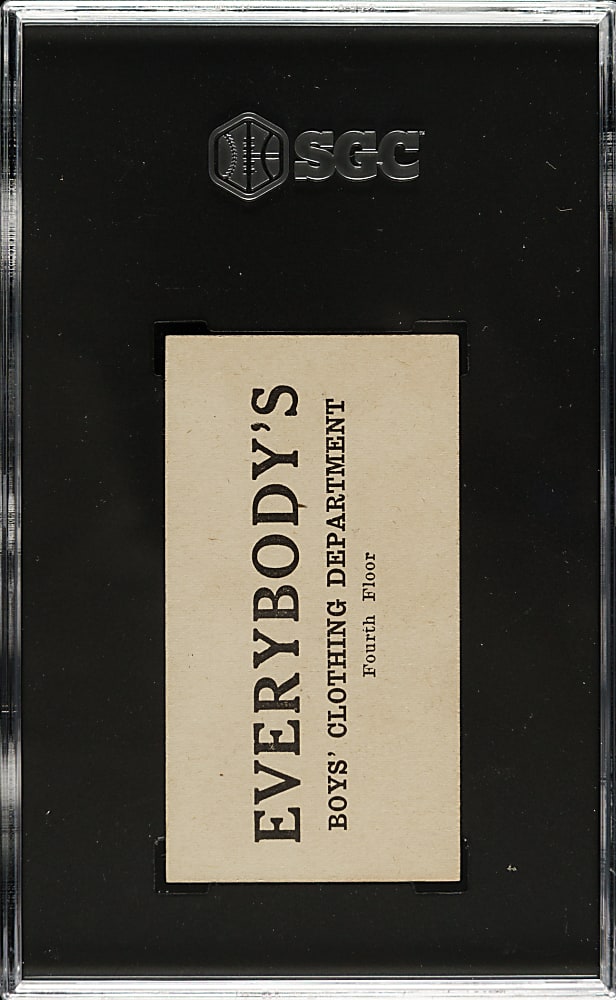 SGC
EVERYBODY'S
BOYS' CLOTHING DEPARTMENT
Fourth Floor